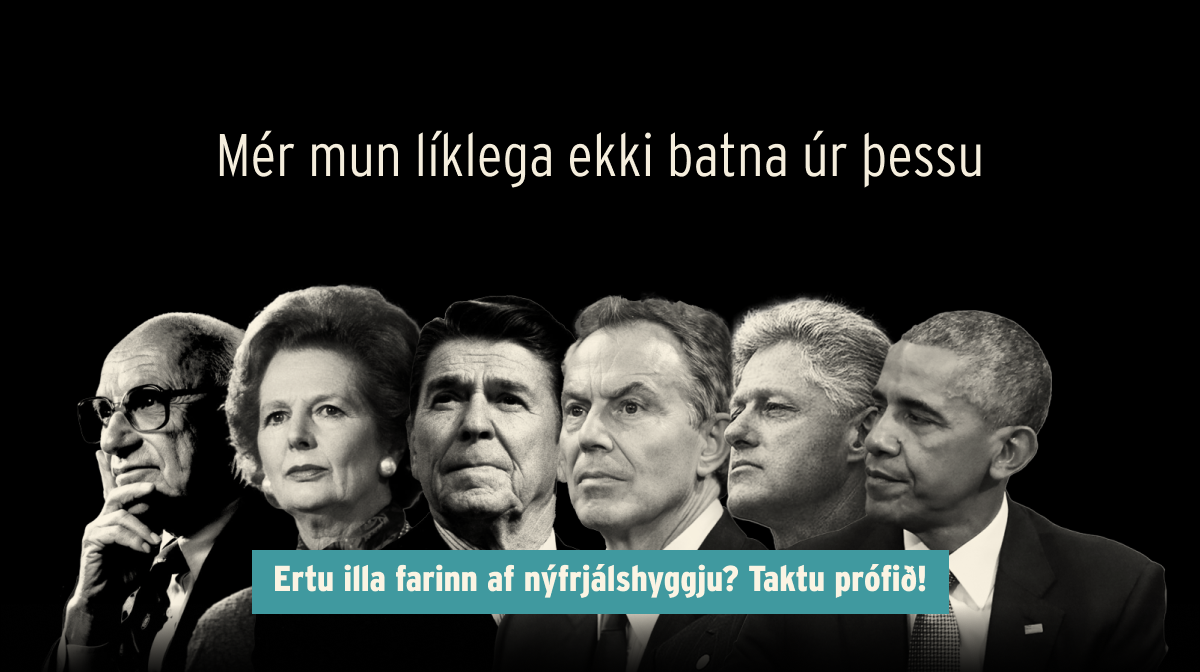 Mér mun líklega ekki batna úr þessu
Ertu illa farinn af nýfrjálshyggju? Taktu prófið!